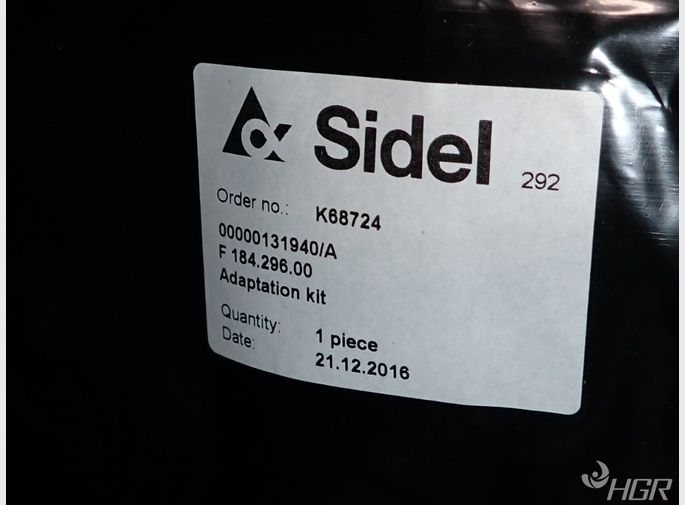 Sidel 292
Order no.: K68724
00000131940/A
F 184.296.00
Adaptation kit
Quantity: 1 piece
Date: 21.12.2016
HGR